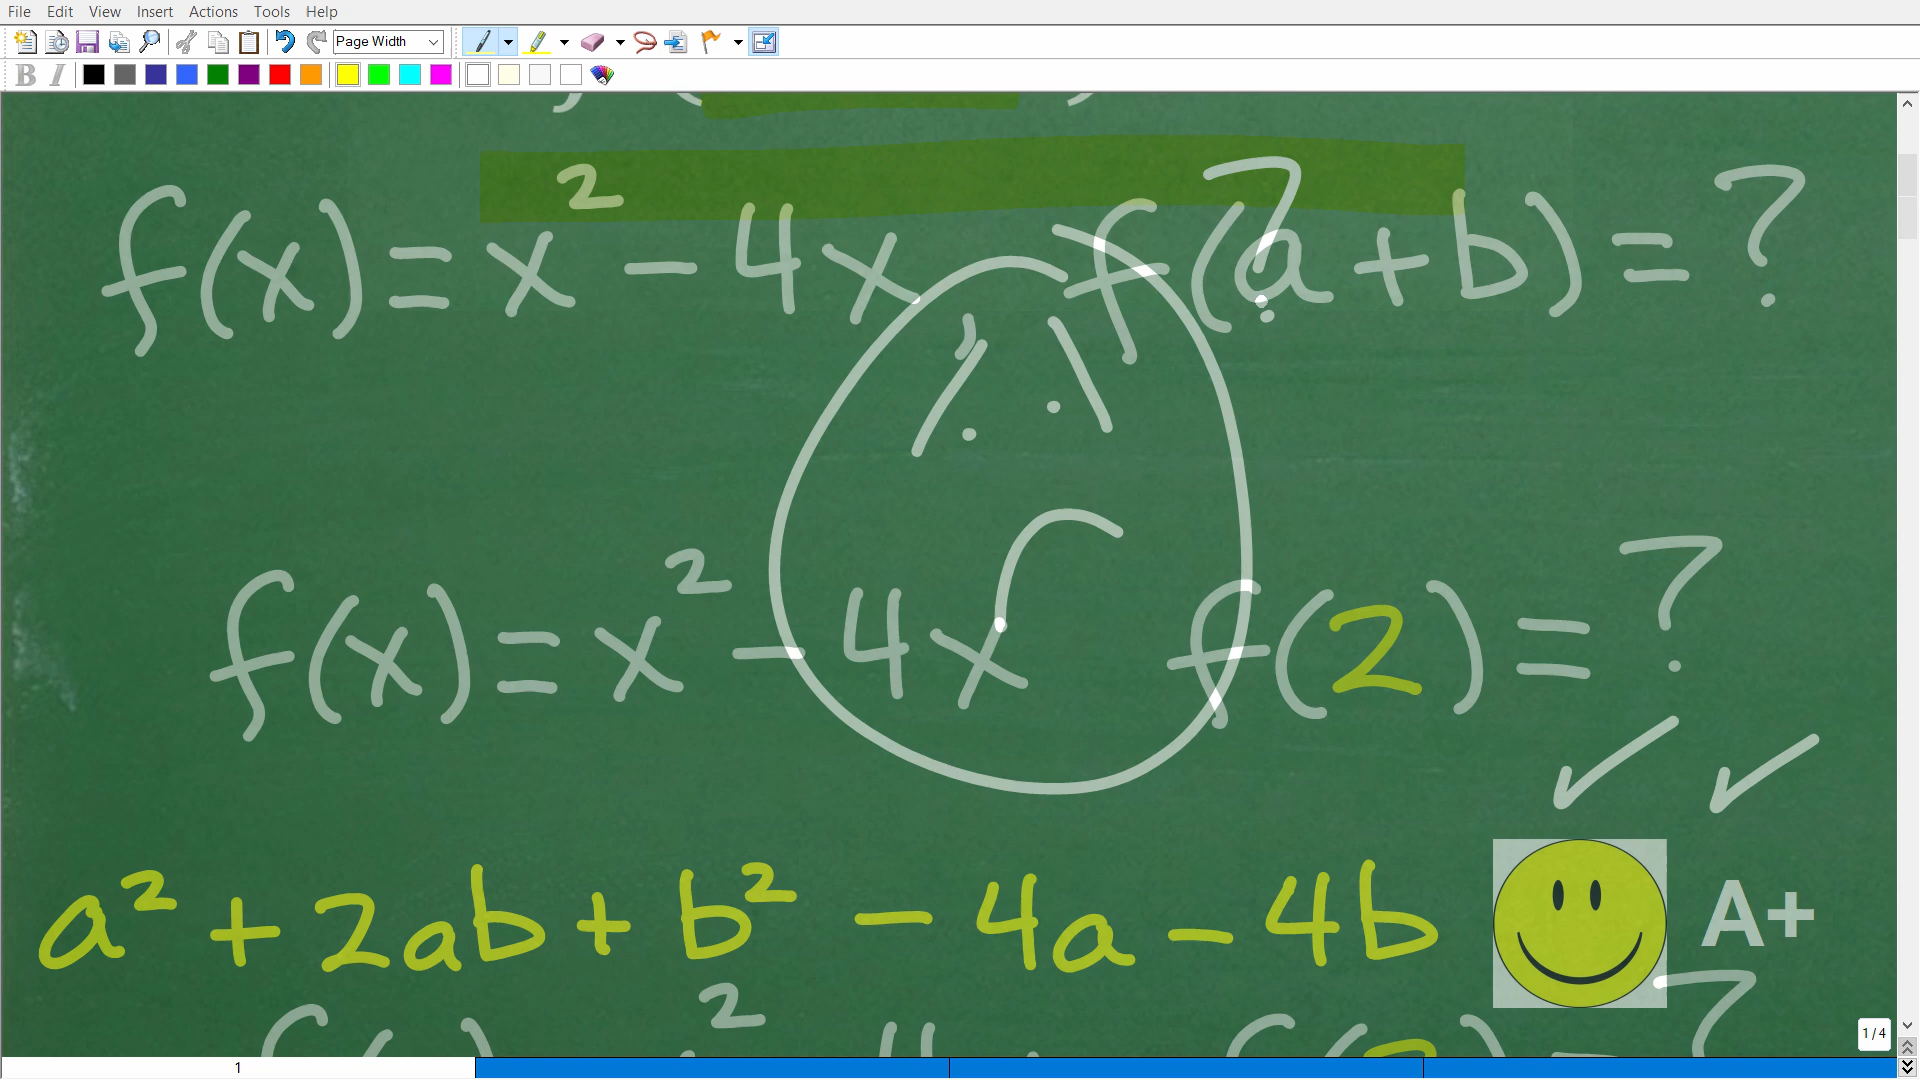 File Edit View Insert Actions Tools Help
Page Width
B I
f(x) = x² - 4x f(a + b) = ?
?
f(x) = x² - 4x f(2) = ?
a² + 2ab + b² - 4a - 4b A+
2 ?
1 / 4
1